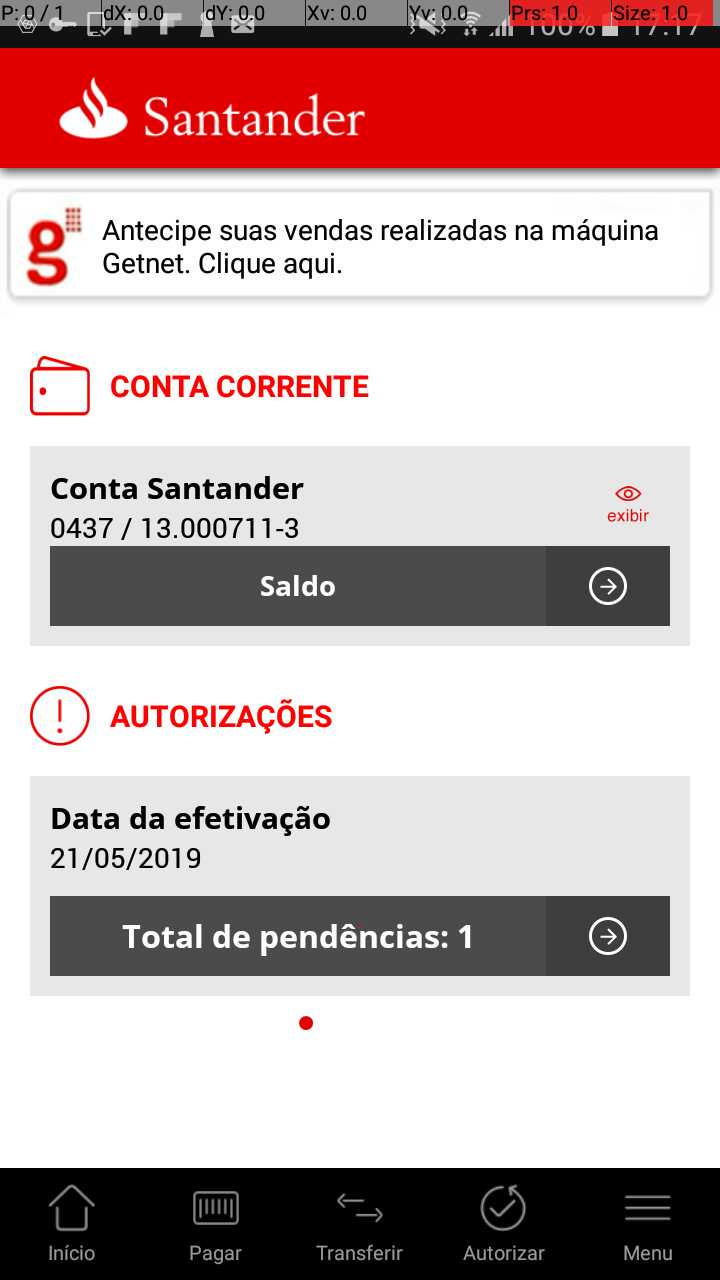 P: 0 / 1 dX: 0.0 dY: 0.0 Xv: 0.0 Yv: 0.0 Prs: 1.0 Size: 1.0
100% 17:17
Santander
g
Antecipe suas vendas realizadas na máquina
Getnet. Clique aqui.
CONTA CORRENTE
Conta Santander
0437 / 13.000711-3
exibir
Saldo
AUTORIZAÇÕES
Data da efetivação
21/05/2019
Total de pendências: 1
Início Pagar Transferir Autorizar Menu